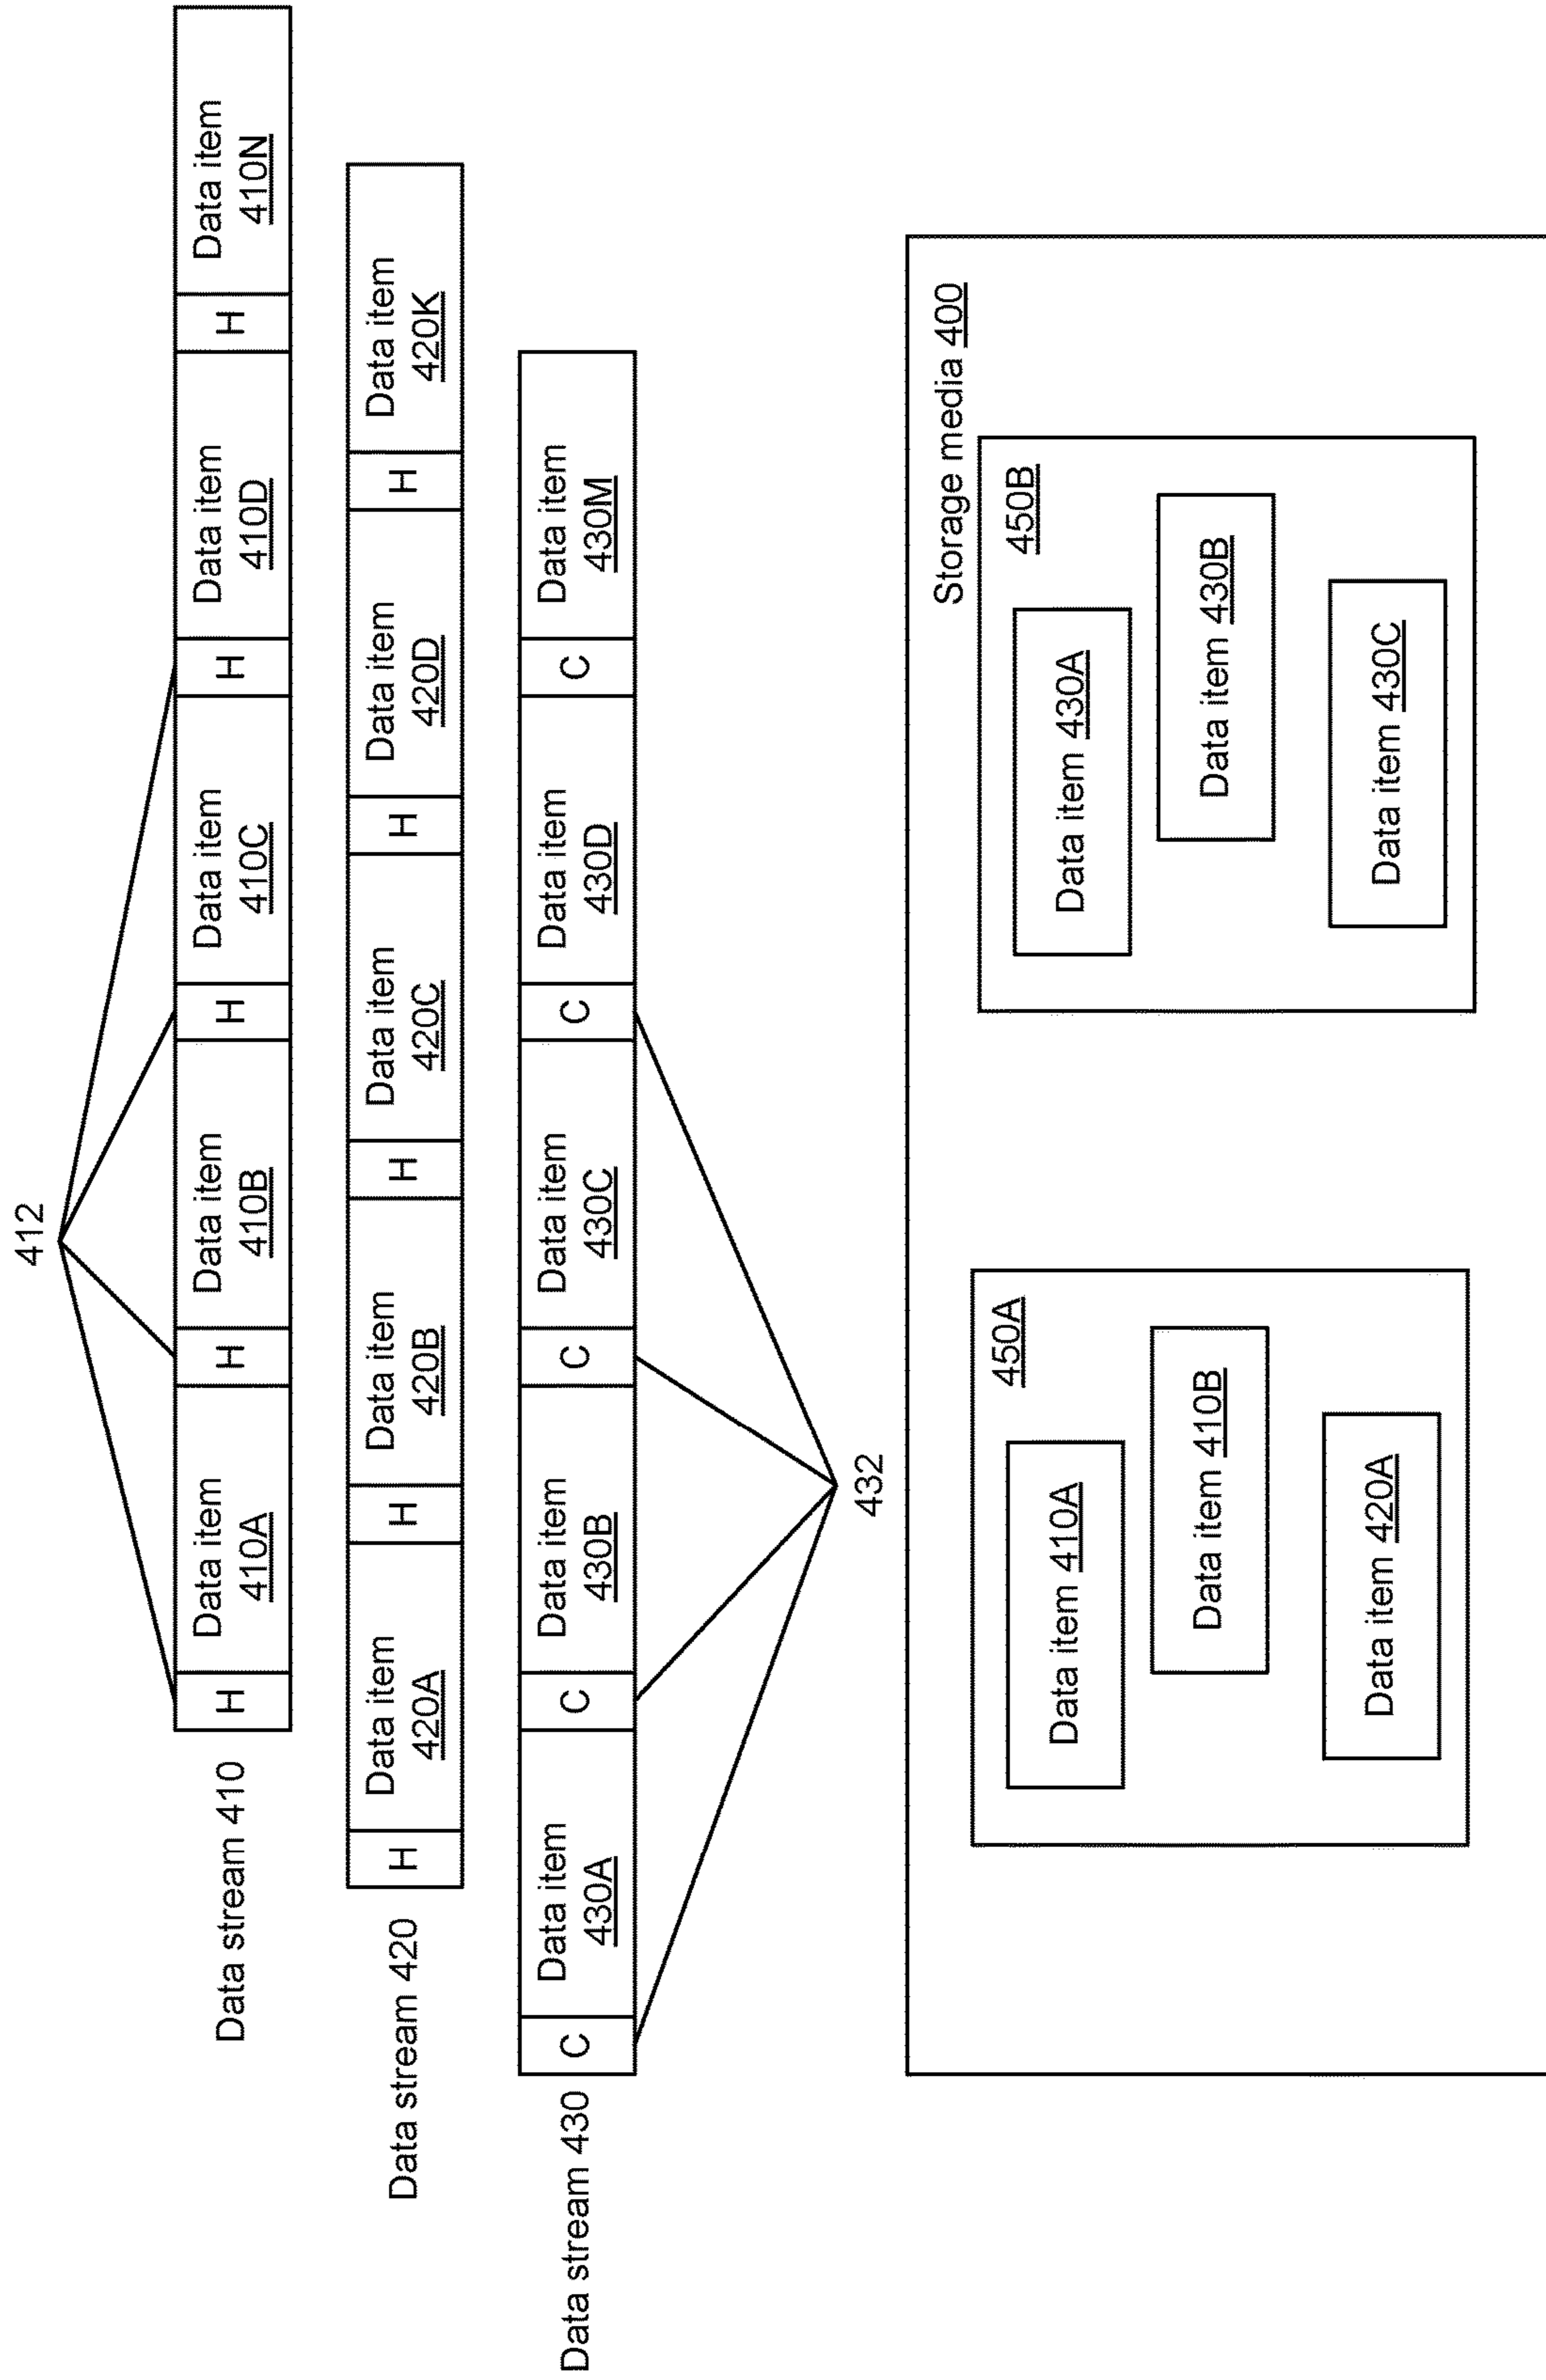 412
Data stream 410
H
Data item
410A
H
Data item
410B
H
Data item
410C
H
Data item
410D
H
Data item
410N
Data stream 420
H
Data item
420A
H
Data item
420B
H
Data item
420C
H
Data item
420D
H
Data item
420K
Data stream 430
C
Data item
430A
C
Data item
430B
C
Data item
430C
C
Data item
430D
C
Data item
430M
432
Storage media 400
450A
Data item 410A
Data item 410B
Data item 420A
450B
Data item 430A
Data item 430B
Data item 430C